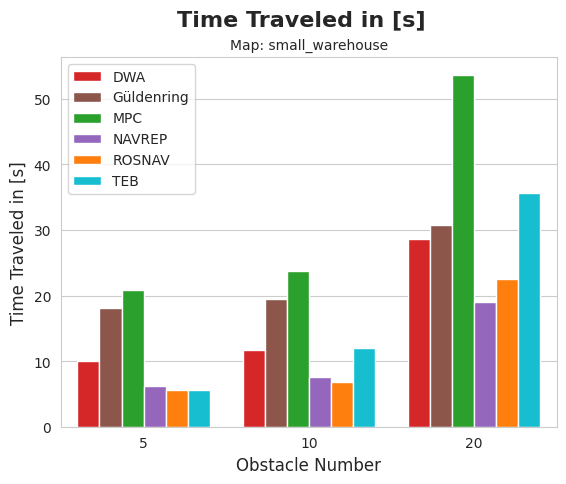 Time Traveled in [s]
Map: small_warehouse
DWA
Güldenring
MPC
NAVREP
ROSNAV
TEB
Time Traveled in [s]
50
40
30
20
10
0
5 10 20
Obstacle Number